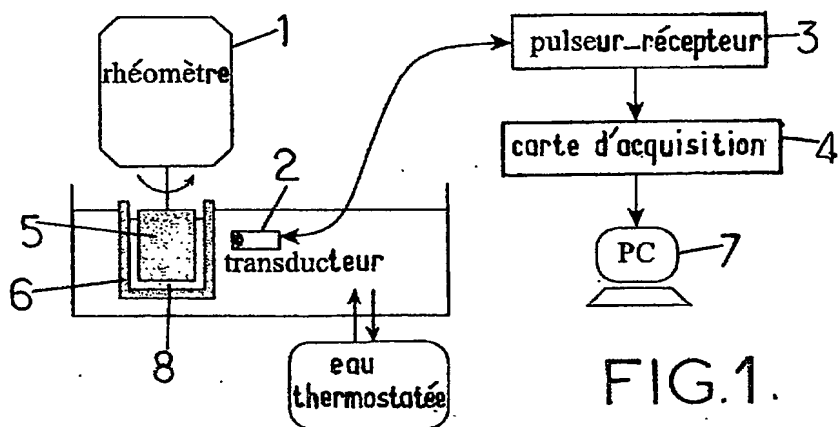 1
rhéomètre
pulseur_récepteur
3
carte d'acquisition
4
2
5
transducteur
6
8
PC
7
eau
thermostatée
FIG.1.